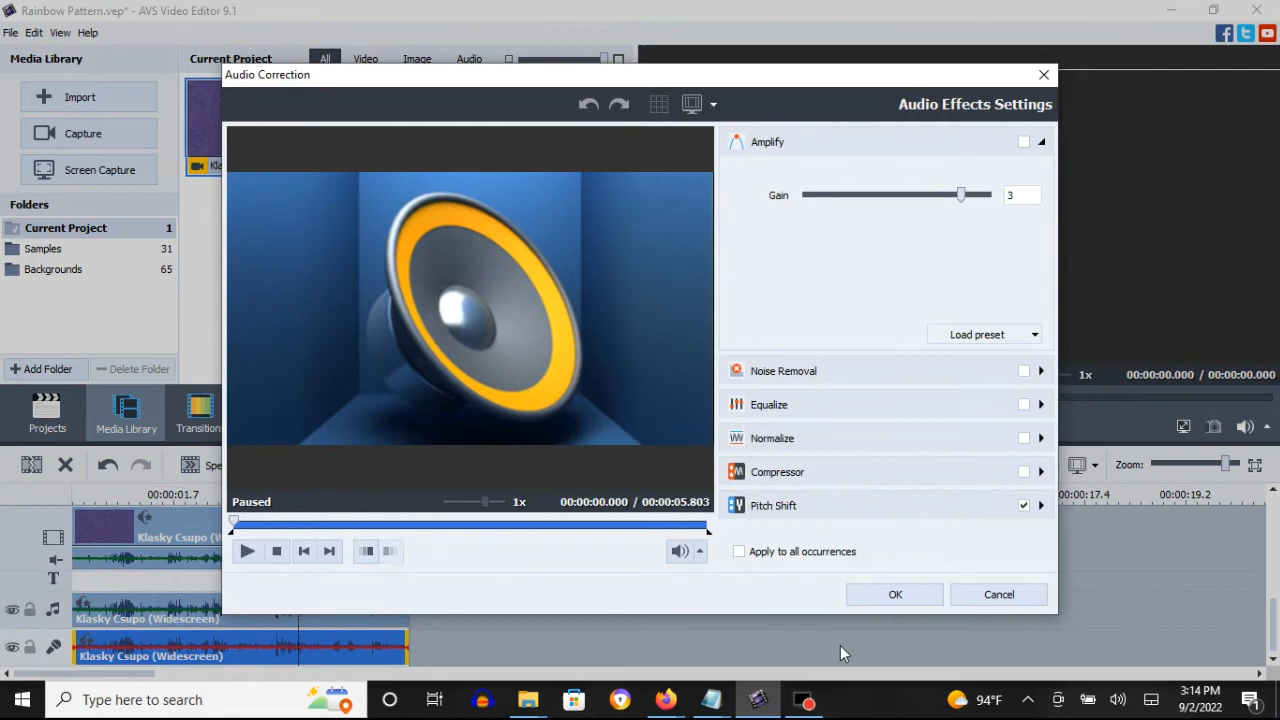 Rainbow Pattern.vep* - AVS Video Editor 9.1
File Edit View Help
Media Library
Current Project
All Video Image Audio
Import
Capture
Screen Capture
Folders
Current Project 1
Samples 31
Backgrounds 65
Add Folder
Delete Folder
Projects
Media Library
Audio Correction
Audio Effects Settings
Amplify
Gain 3
Load preset
Noise Removal
Equalize
Normalize
Compressor
Pitch Shift
Paused 1x 00:00:00.000 / 00:00:05.803
Apply to all occurrences
OK Cancel
1x 00:00:00.000 / 00:00:00.000
Zoom:
00:00:01.7
00:00:17.4 00:00:19.2
T
Klasky Csupo (Widescreen)
Klasky Csupo (Widescreen)
Type here to search
94°F
3:14 PM
9/2/2022
1